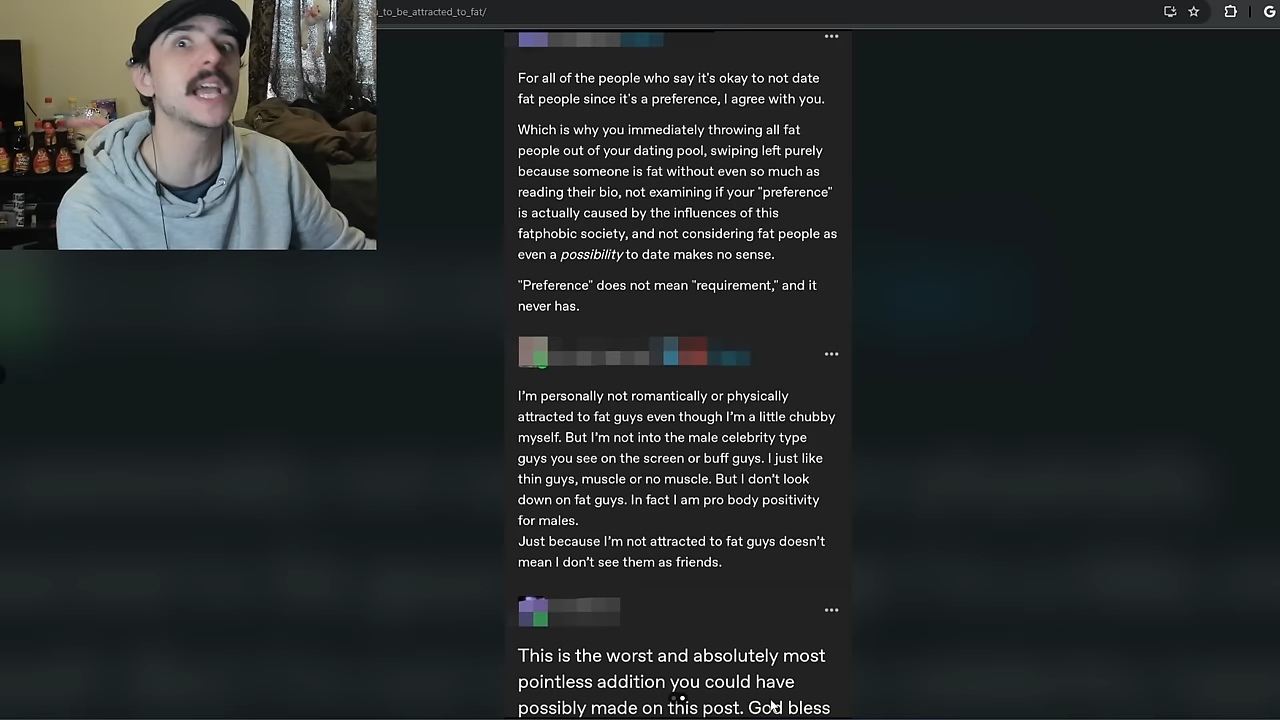 _to_be_attracted_to_fat/
For all of the people who say it's okay to not date
fat people since it's a preference, I agree with you.
Which is why you immediately throwing all fat
people out of your dating pool, swiping left purely
because someone is fat without even so much as
reading their bio, not examining if your "preference"
is actually caused by the influences of this
fatphobic society, and not considering fat people as
even a possibility to date makes no sense.
"Preference" does not mean "requirement," and it
never has.
I'm personally not romantically or physically
attracted to fat guys even though I'm a little chubby
myself. But I'm not into the male celebrity type
guys you see on the screen or buff guys. I just like
thin guys, muscle or no muscle. But I don't look
down on fat guys. In fact I am pro body positivity
for males.
Just because I'm not attracted to fat guys doesn't
mean I don't see them as friends.
This is the worst and absolutely most
pointless addition you could have
possibly made on this post. God bless